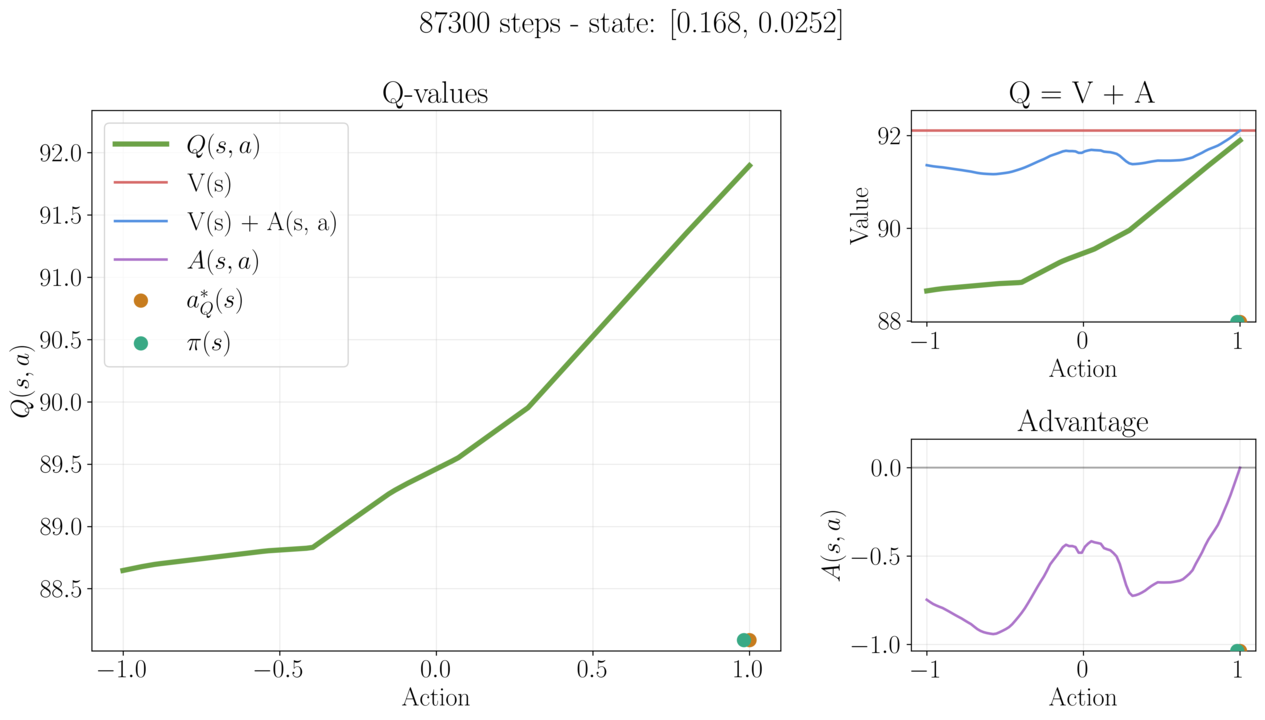 87300 steps - state: [0.168, 0.0252]
Q-values
Q(s, a)
V(s)
V(s) + A(s, a)
A(s, a)
a*Q(s)
π(s)
92.0
91.5
91.0
90.5
90.0
89.5
89.0
88.5
Q(s, a)
−1.0 −0.5 0.0 0.5 1.0
Action
Q = V + A
92
90
88
Value
−1 0 1
Action
Advantage
0.0
−0.5
−1.0
A(s, a)
−1 0 1
Action